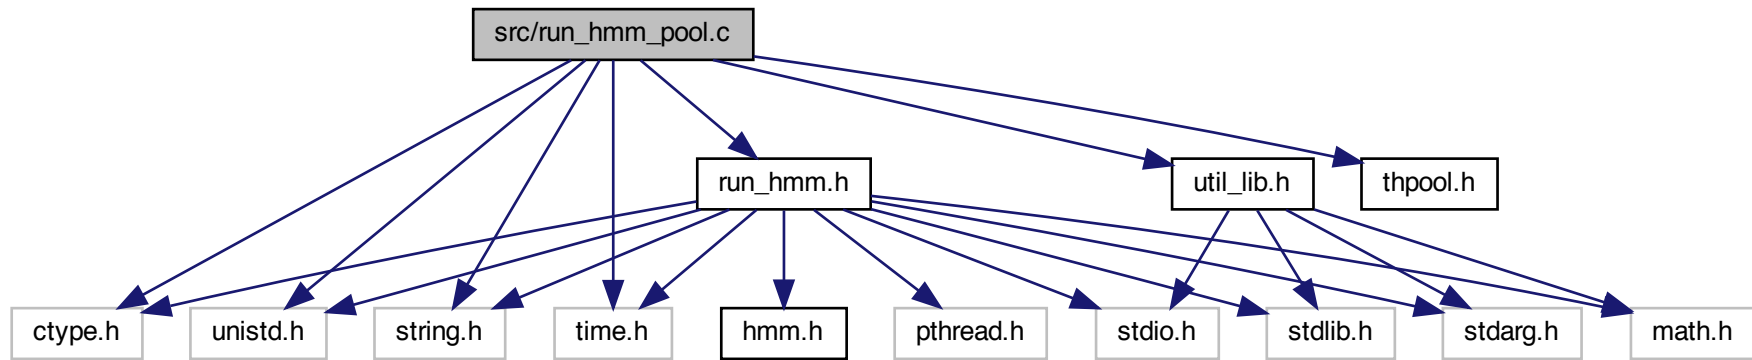 src/run_hmm_pool.c
run_hmm.h
util_lib.h
thpool.h
ctype.h
unistd.h
string.h
time.h
hmm.h
pthread.h
stdio.h
stdlib.h
stdarg.h
math.h